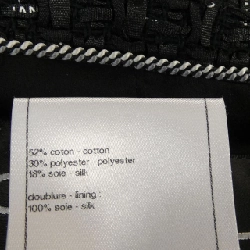 52% coton - cotton
30% polyester - polyester
18% soie - silk
doublure - lining :
100% soie - silk